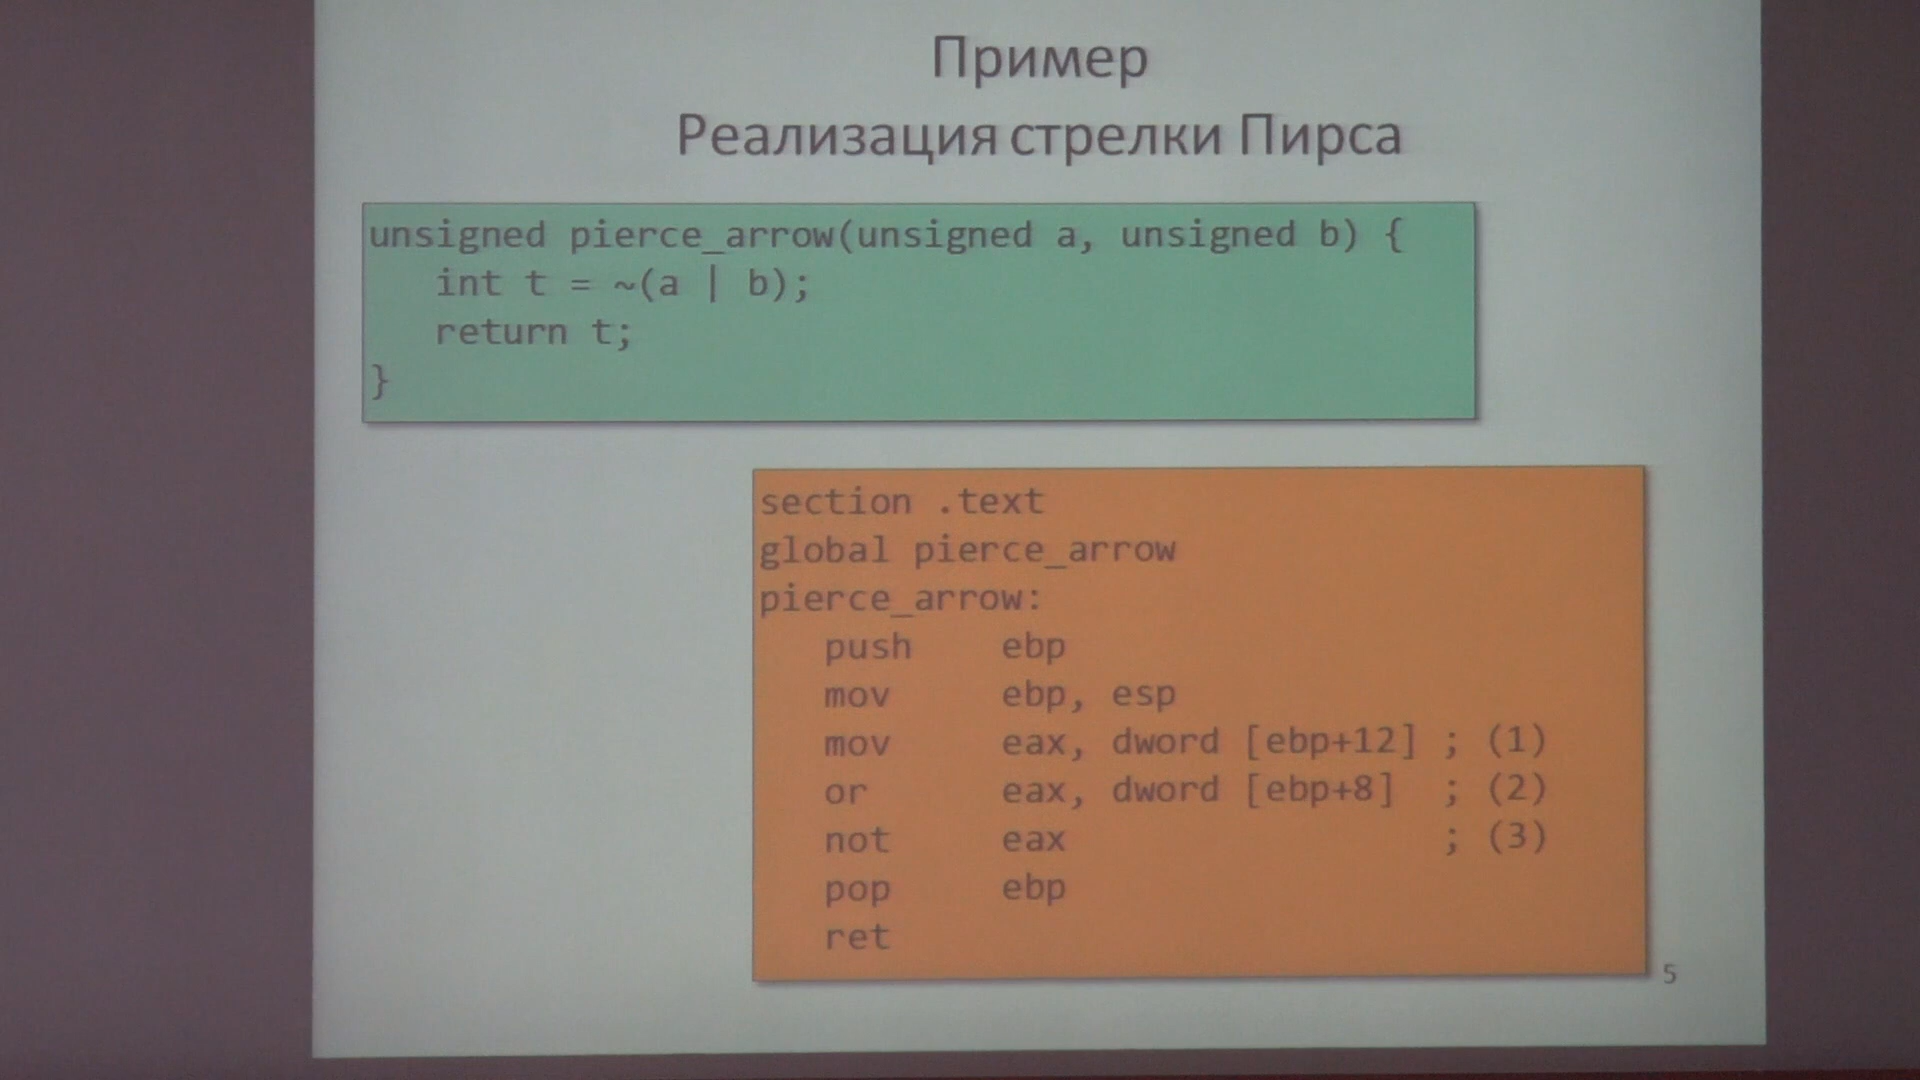 Пример
Реализация стрелки Пирса
unsigned pierce_arrow(unsigned a, unsigned b) {
   int t = ~(a | b);
   return t;
}
section .text
global pierce_arrow
pierce_arrow:
   push    ebp
   mov     ebp, esp
   mov     eax, dword [ebp+12] ; (1)
   or      eax, dword [ebp+8]  ; (2)
   not     eax                 ; (3)
   pop     ebp
   ret
5